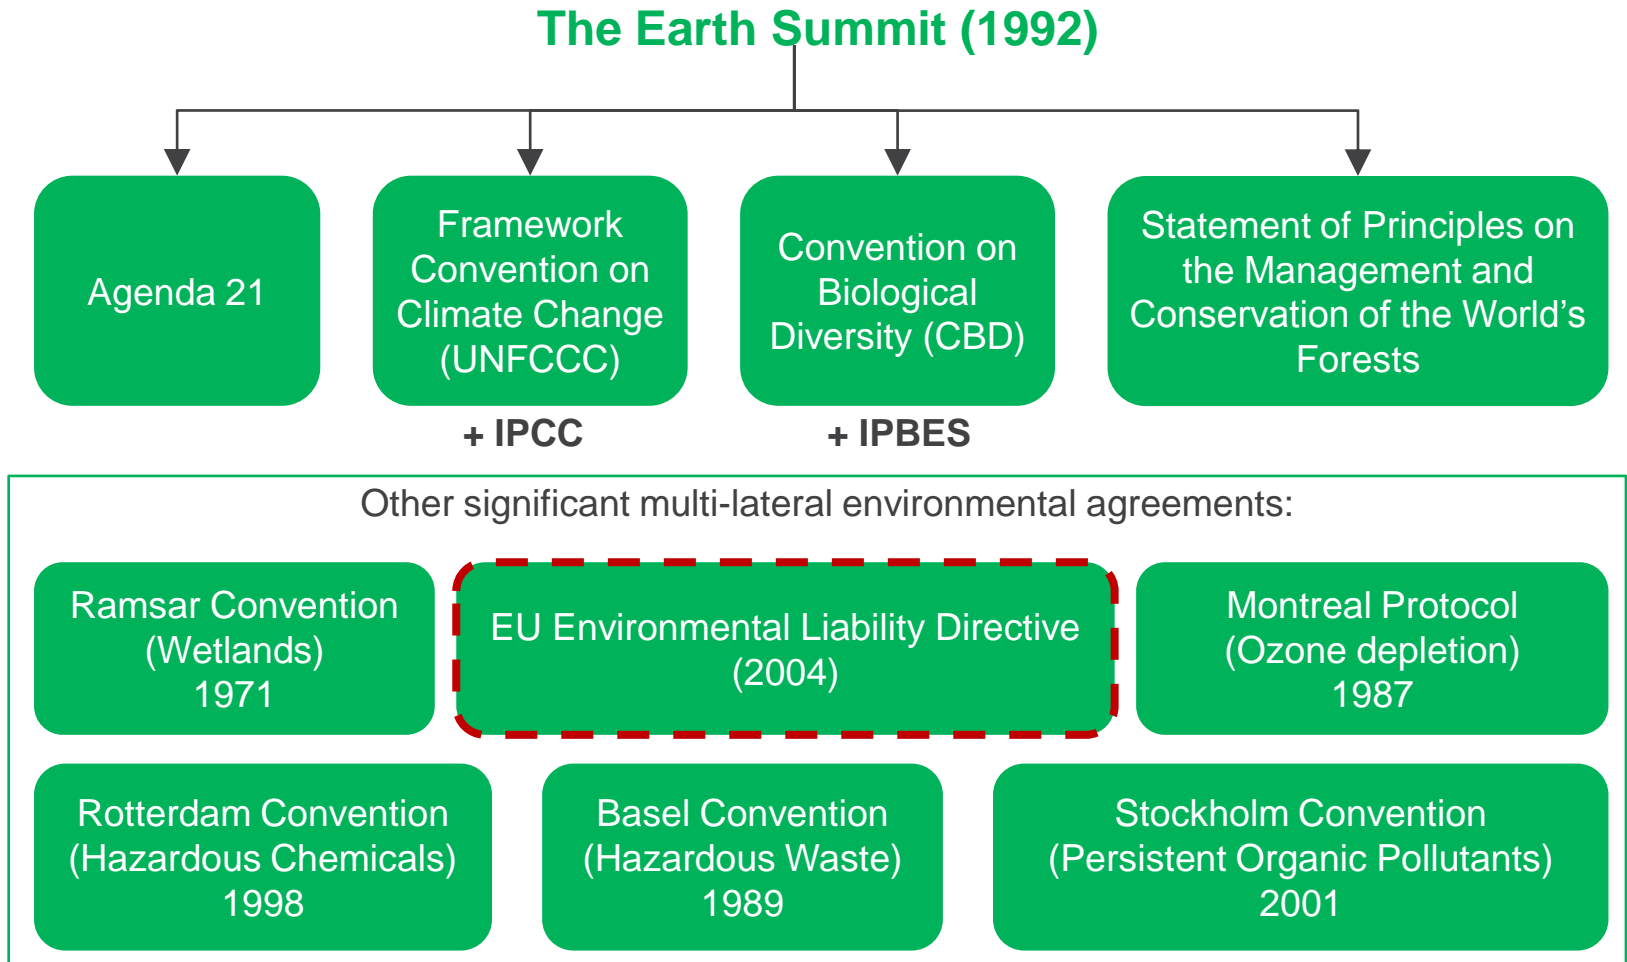 The Earth Summit (1992)
Agenda 21
Framework
Convention on
Climate Change
(UNFCCC)
Convention on
Biological
Diversity (CBD)
Statement of Principles on
the Management and
Conservation of the World’s
Forests
+ IPCC
+ IPBES
Other significant multi-lateral environmental agreements:
Ramsar Convention
(Wetlands)
1971
EU Environmental Liability Directive
(2004)
Montreal Protocol
(Ozone depletion)
1987
Rotterdam Convention
(Hazardous Chemicals)
1998
Basel Convention
(Hazardous Waste)
1989
Stockholm Convention
(Persistent Organic Pollutants)
2001